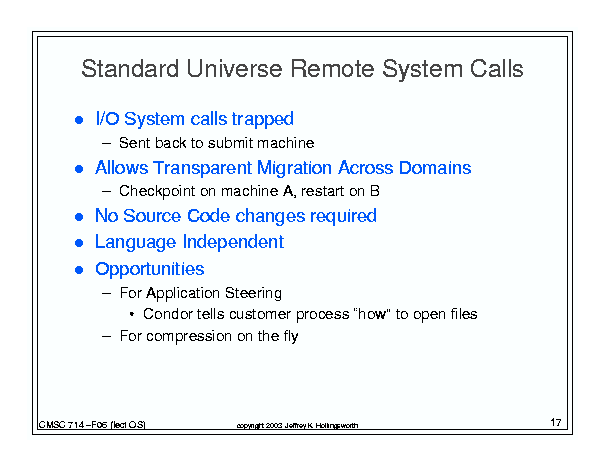 Standard Universe Remote System Calls
● I/O System calls trapped
– Sent back to submit machine
● Allows Transparent Migration Across Domains
– Checkpoint on machine A, restart on B
● No Source Code changes required
● Language Independent
● Opportunities
– For Application Steering
• Condor tells customer process "how" to open files
– For compression on the fly
CMSC 714 –F06 (lect OS)
copyright 2003 Jeffrey K. Hollingsworth
17